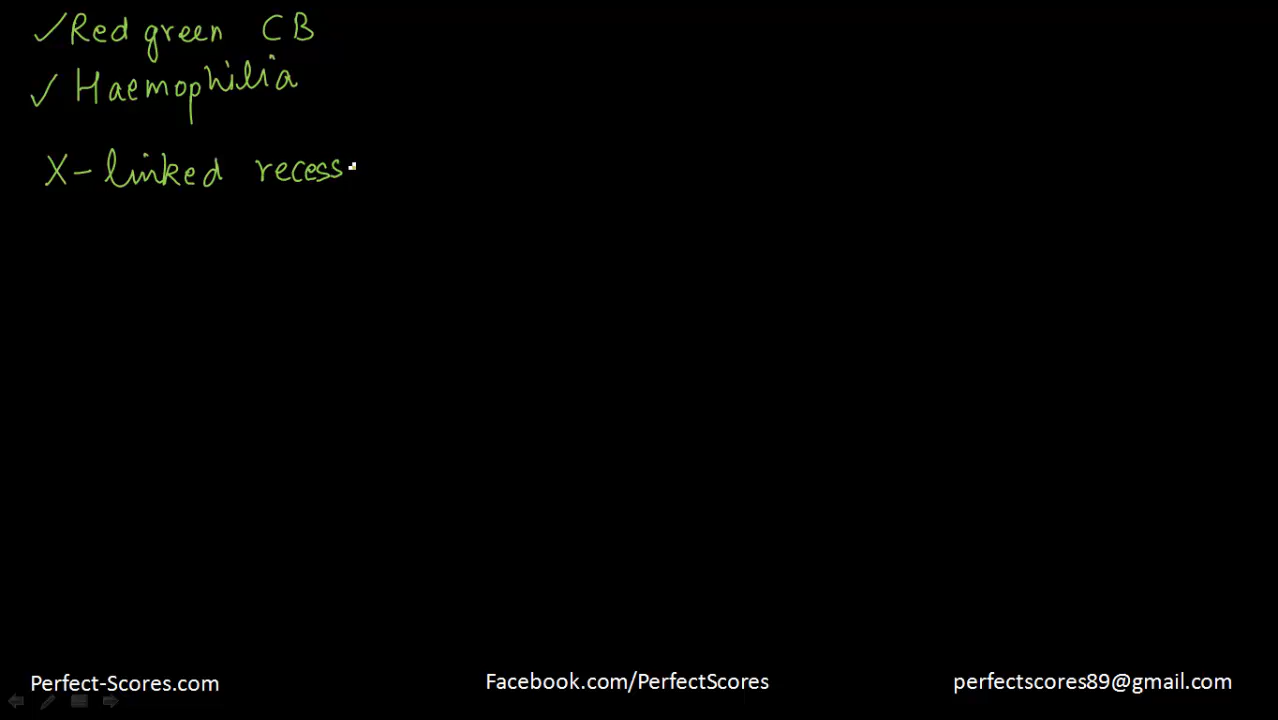 ✓Red green CB
✓ Haemophilia
X-linked recess
Perfect-Scores.com
Facebook.com/PerfectScores
perfectscores89@gmail.com